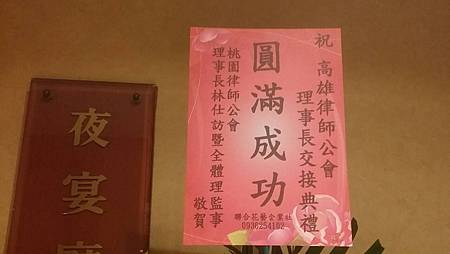 祝
高雄律師公會
理事長交接典禮
圓滿成功
桃園律師公會
理事長林仕訪暨全體理監事
敬賀
聯合花藝企業社
0936254102
夜宴